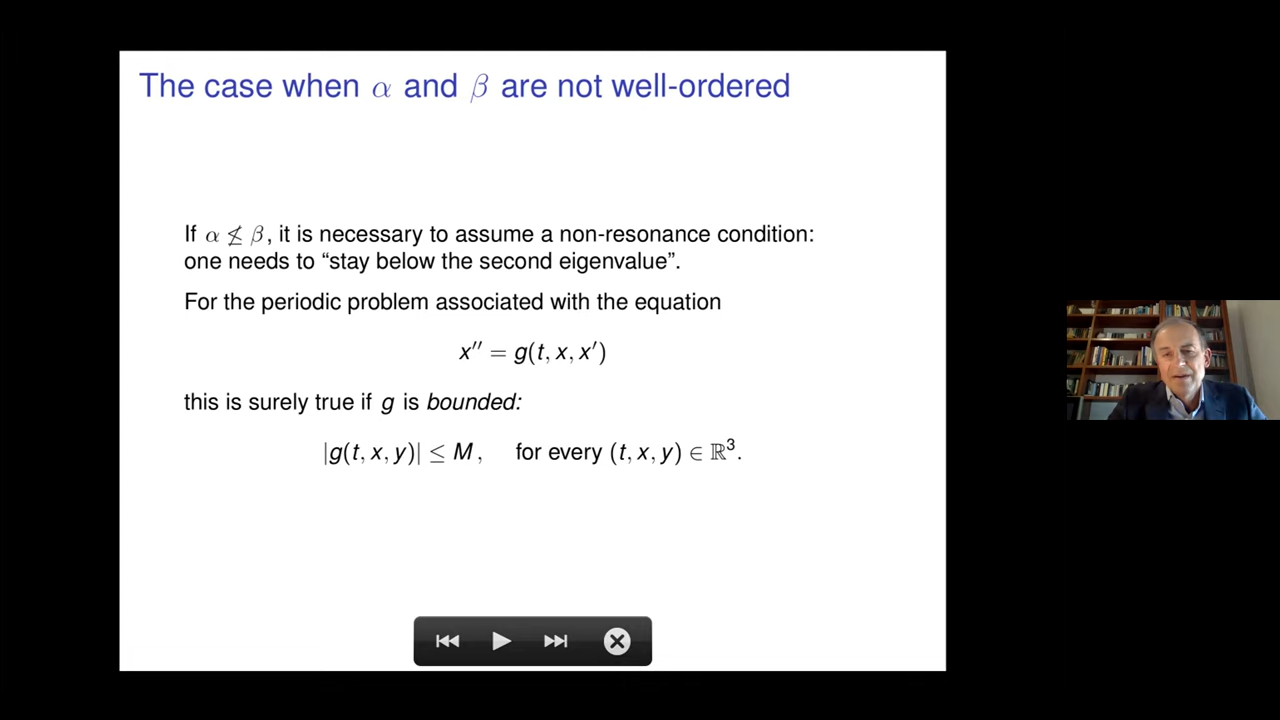 The case when α and β are not well-ordered
If α ≰ β, it is necessary to assume a non-resonance condition:
one needs to “stay below the second eigenvalue”.
For the periodic problem associated with the equation
x″ = g(t, x, x′)
this is surely true if g is bounded:
|g(t, x, y)| ≤ M, for every (t, x, y) ∈ ℝ³.